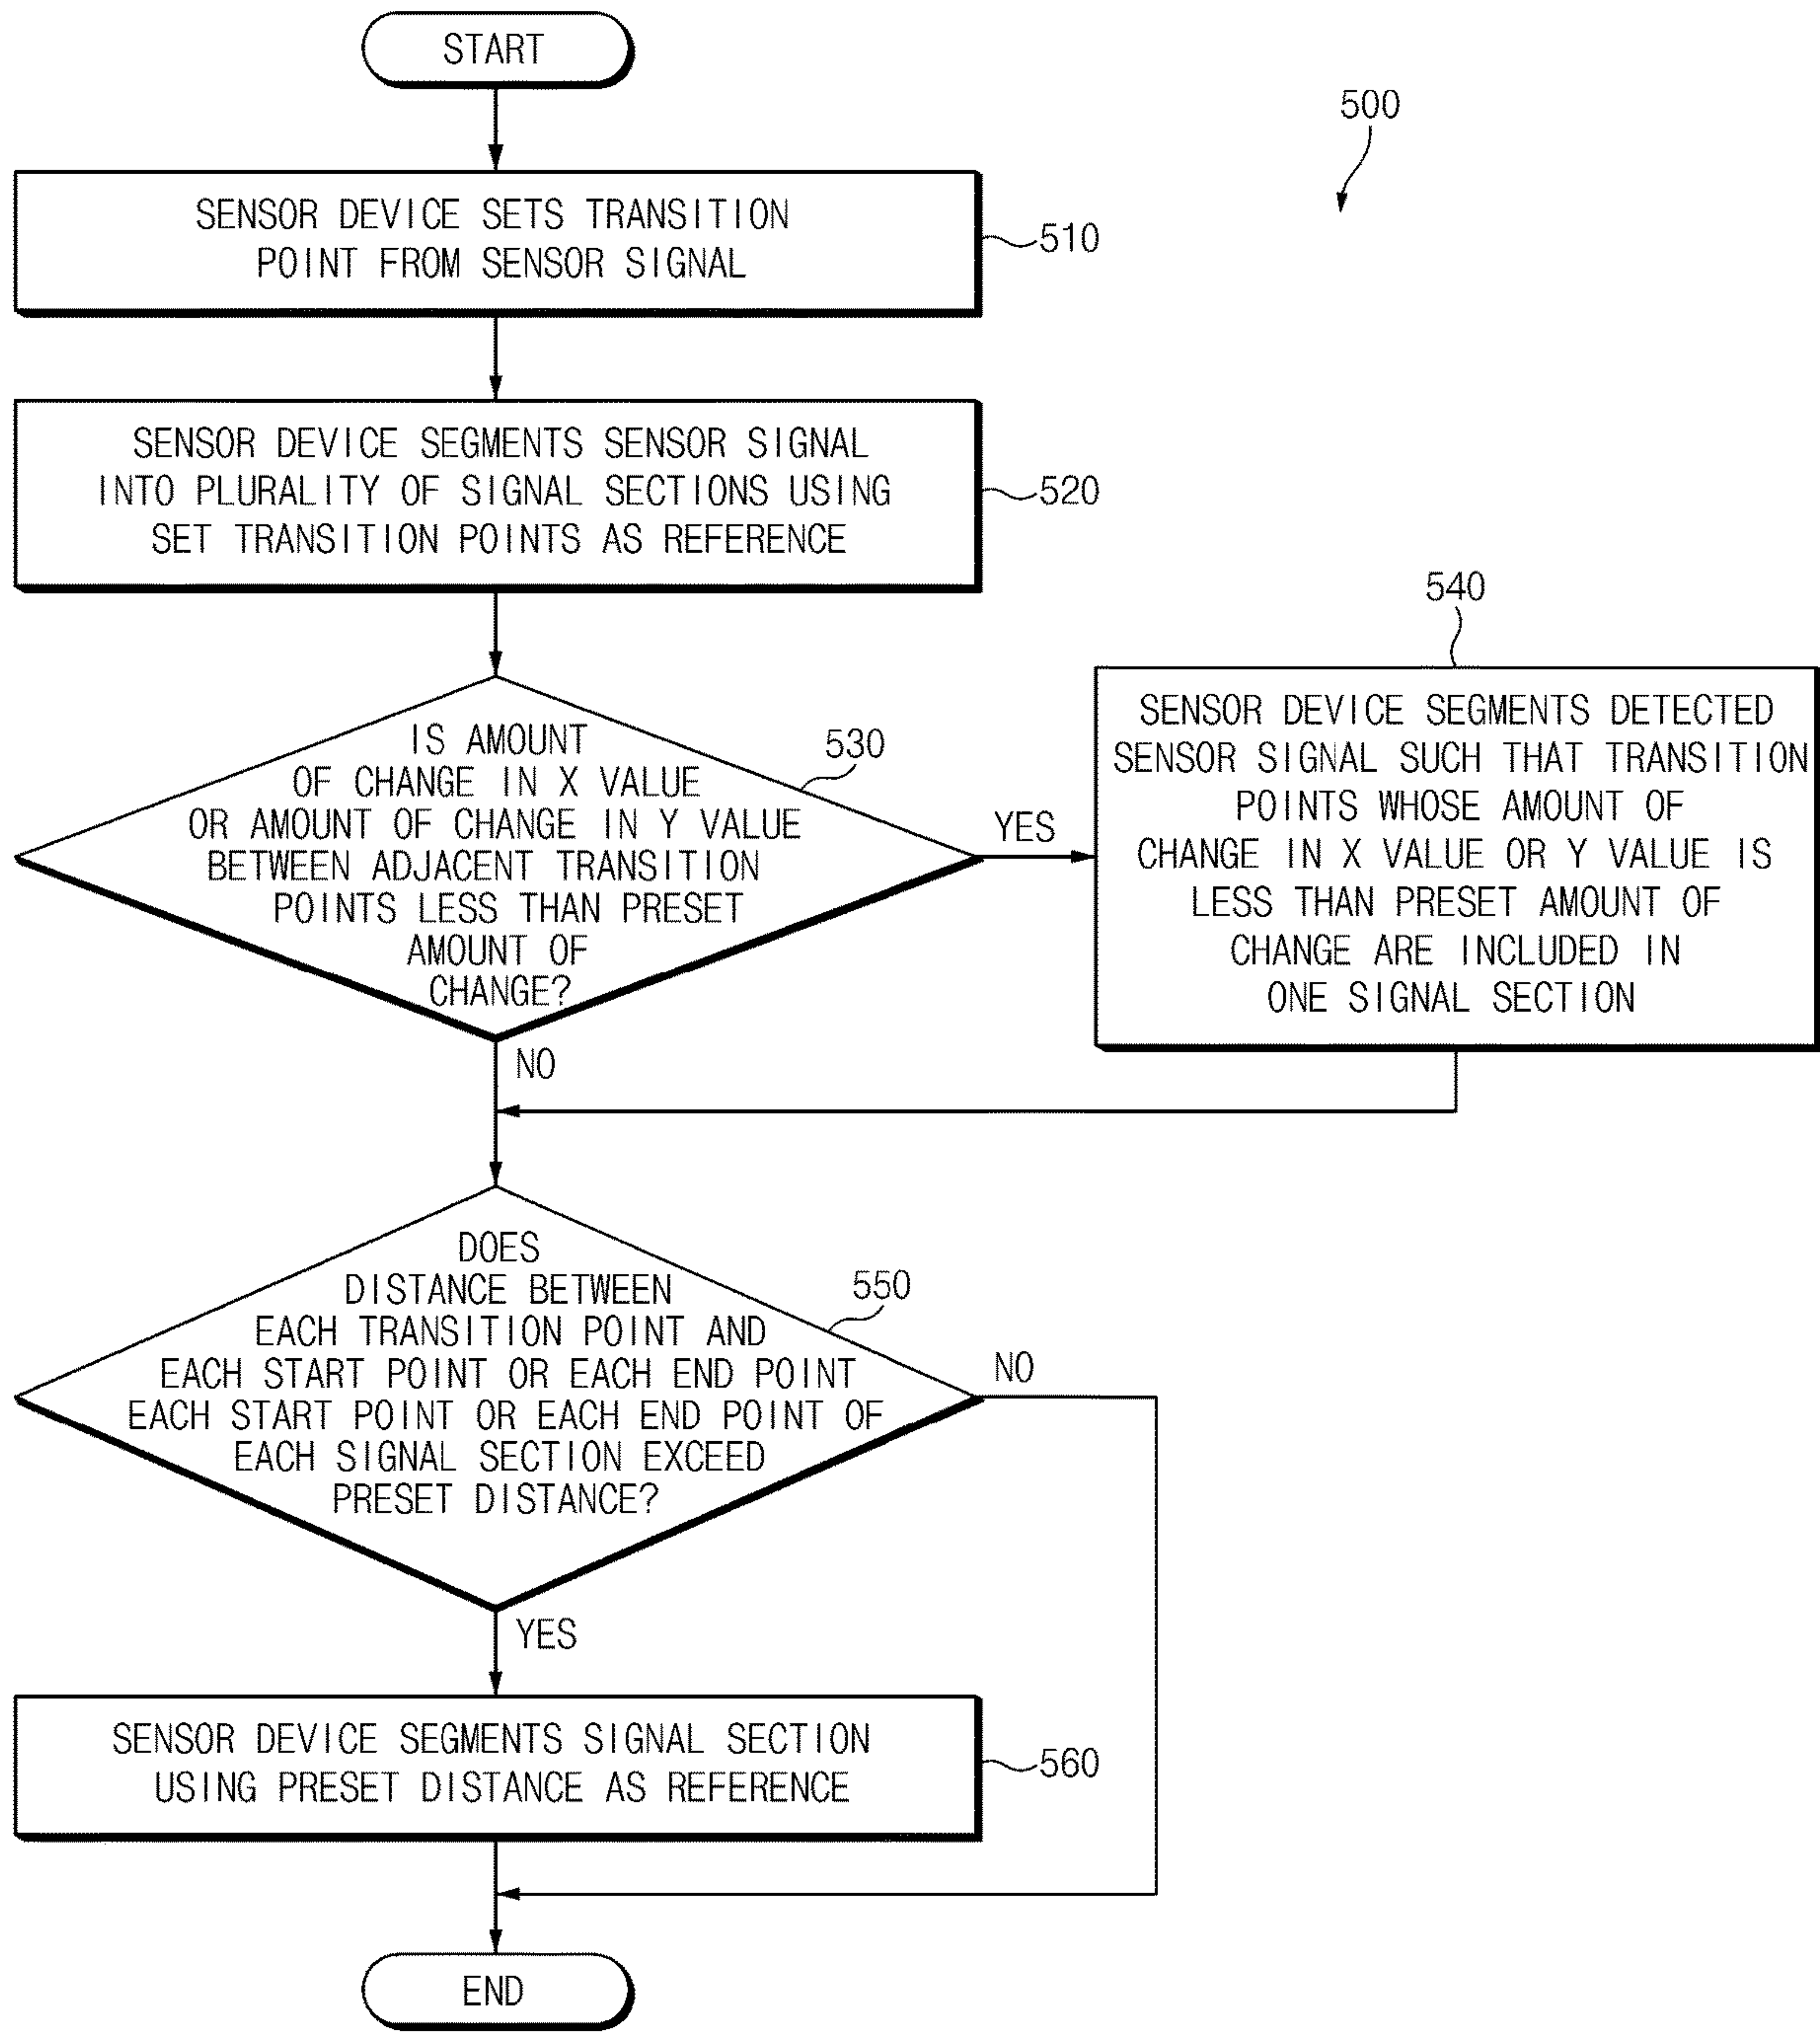 START
500
SENSOR DEVICE SETS TRANSITION
POINT FROM SENSOR SIGNAL
510
SENSOR DEVICE SEGMENTS SENSOR SIGNAL
INTO PLURALITY OF SIGNAL SECTIONS USING
SET TRANSITION POINTS AS REFERENCE
520
IS AMOUNT
OF CHANGE IN X VALUE
OR AMOUNT OF CHANGE IN Y VALUE
BETWEEN ADJACENT TRANSITION
POINTS LESS THAN PRESET
AMOUNT OF
CHANGE?
530
YES
NO
540
SENSOR DEVICE SEGMENTS DETECTED
SENSOR SIGNAL SUCH THAT TRANSITION
POINTS WHOSE AMOUNT OF
CHANGE IN X VALUE OR Y VALUE IS
LESS THAN PRESET AMOUNT OF
CHANGE ARE INCLUDED IN
ONE SIGNAL SECTION
DOES
DISTANCE BETWEEN
EACH TRANSITION POINT AND
EACH START POINT OR EACH END POINT
EACH START POINT OR EACH END POINT OF
EACH SIGNAL SECTION EXCEED
PRESET DISTANCE?
550
NO
YES
SENSOR DEVICE SEGMENTS SIGNAL SECTION
USING PRESET DISTANCE AS REFERENCE
560
END